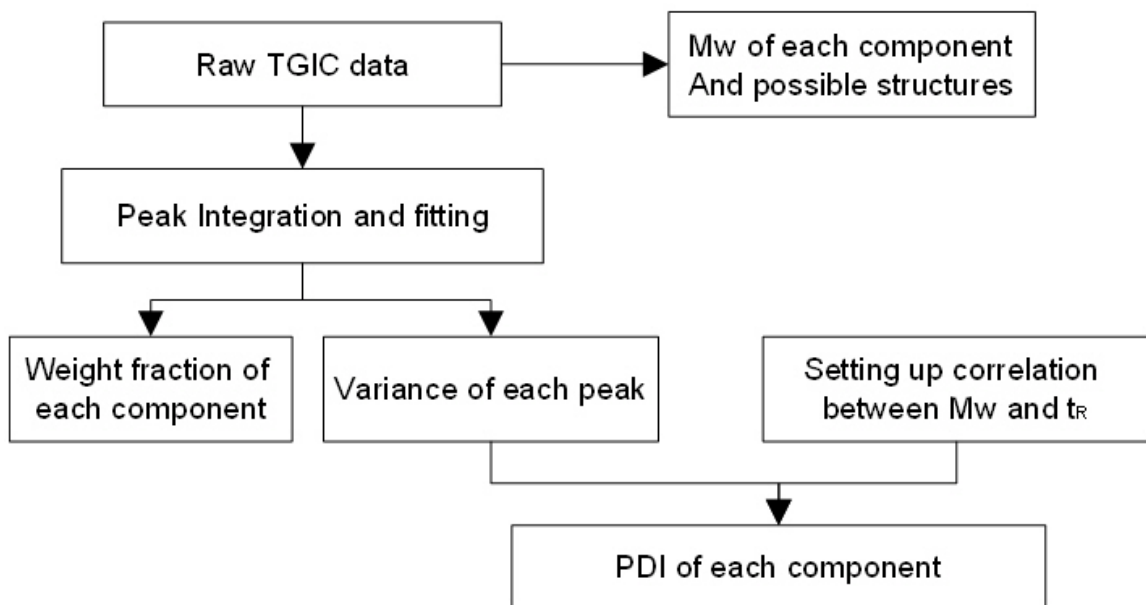 Raw TGIC data
Mw of each component
And possible structures
Peak Integration and fitting
Weight fraction of
each component
Variance of each peak
Setting up correlation
between Mw and tR
PDI of each component